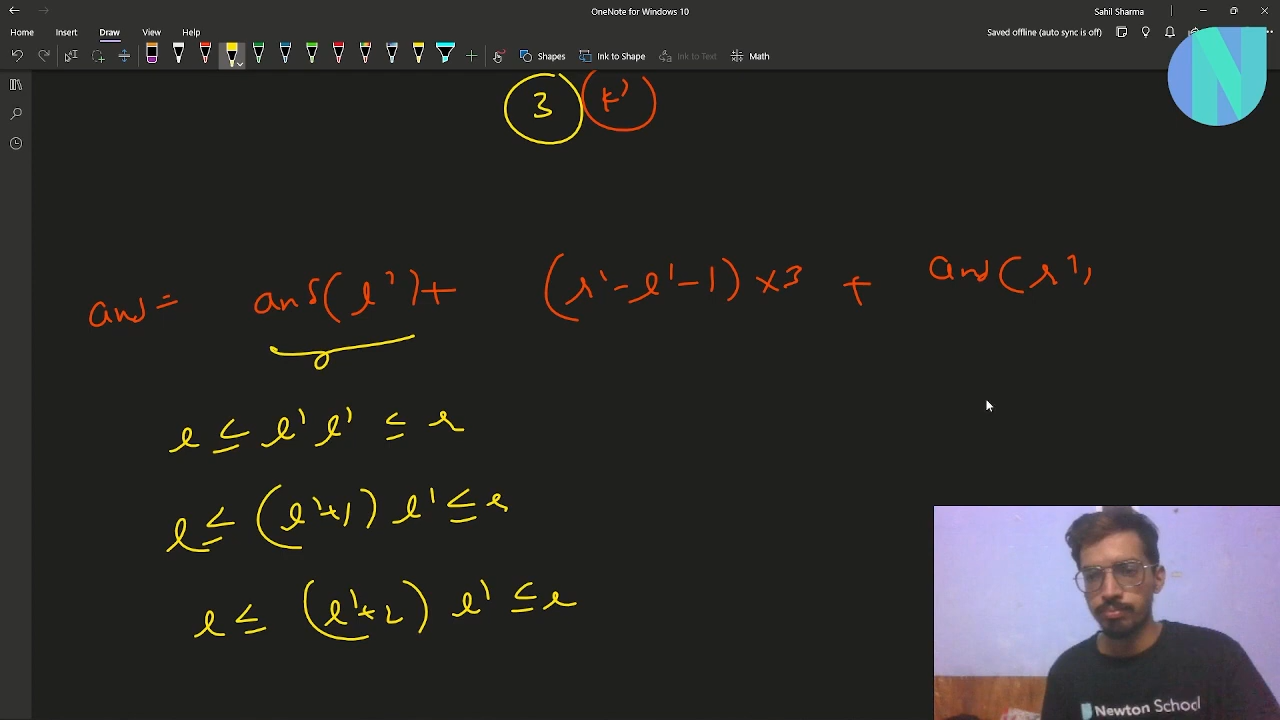 OneNote for Windows 10
Sahil Sharma
Home Insert Draw View Help
Saved offline (auto sync is off)
Shapes Ink to Shape Ink to Text Math
3 k'
ans = ans(l') + (r'-l'-1) x3 + ans(r')
l ≤ l' l' ≤ r
l ≤ (l'+1) l' ≤ r
l ≤ (l'+2) l' ≤ r
N
Newton School